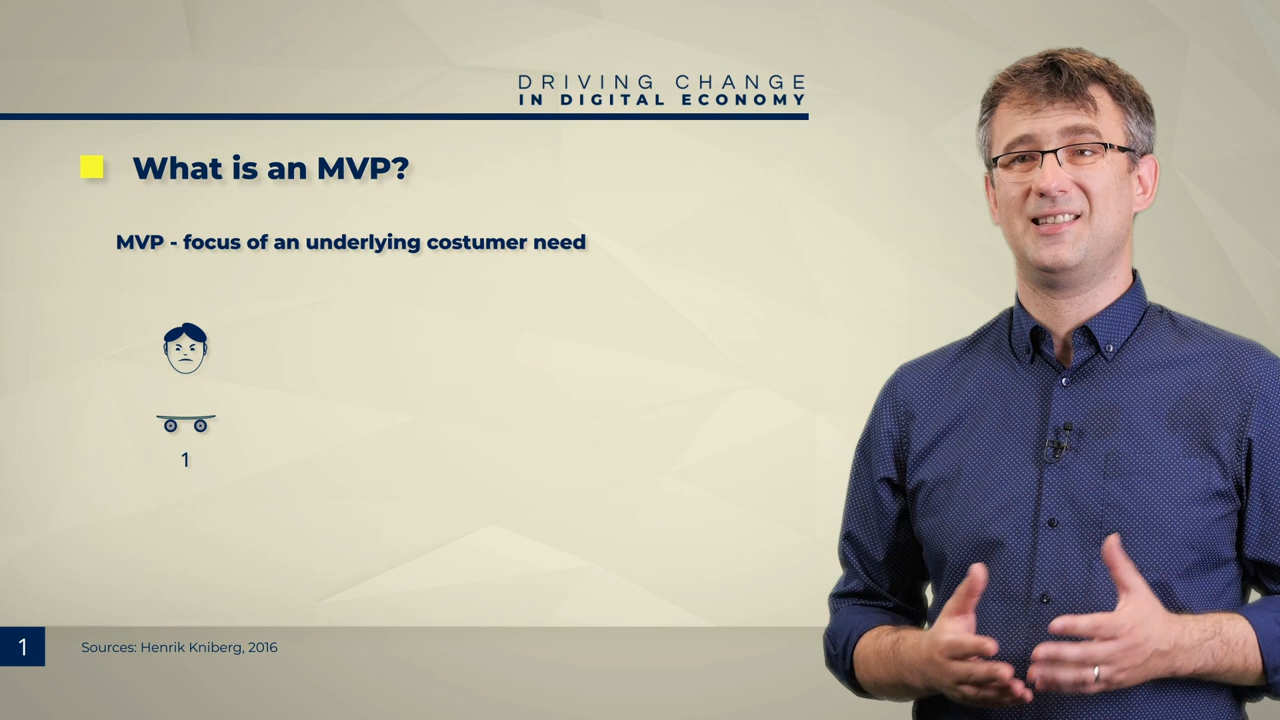 DRIVING CHANGE
IN DIGITAL ECONOMY
What is an MVP?
MVP - focus of an underlying costumer need
1
1
Sources: Henrik Kniberg, 2016